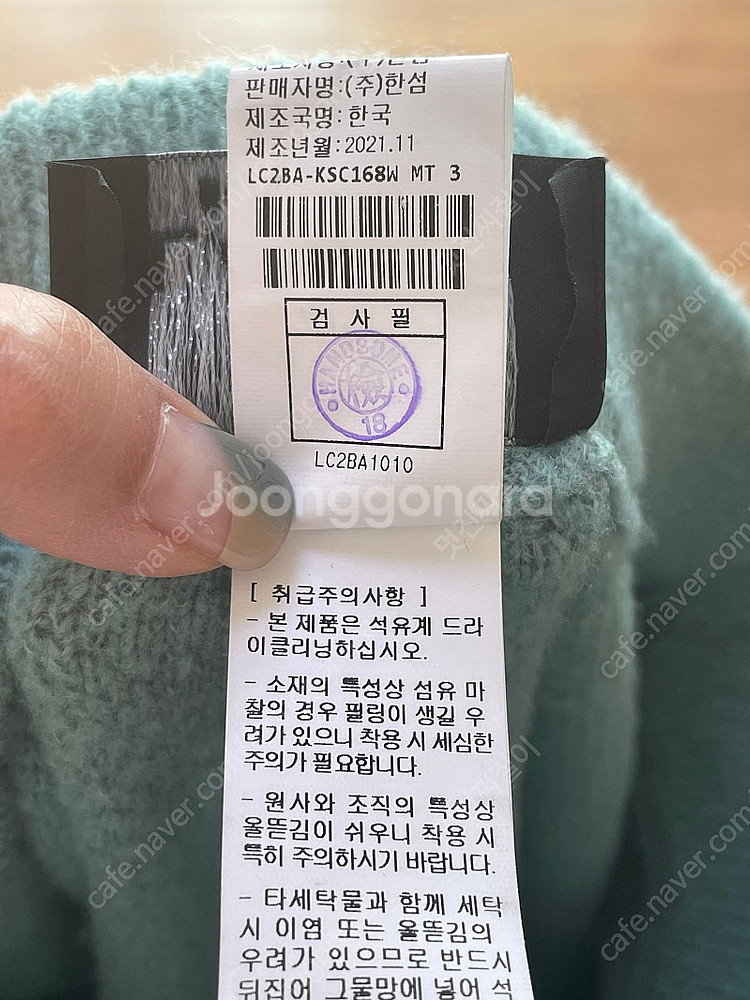 판매자명:(주)한섬
제조국명:한국
제조년월:2021.11
LC2BA-KSC168W MT 3
검 사 필
HANDSOME
18
LC2BA1010
Joonggonara
[ 취급주의사항 ]
- 본 제품은 석유계 드라
이클리닝하십시오.
- 소재의 특성상 섬유 마
찰의 경우 필링이 생길 우
려가 있으니 착용 시 세심한
주의가 필요합니다.
- 원사와 조직의 특성상
올뜯김이 쉬우니 착용 시
특히 주의하시기 바랍니다.
- 타세탁물과 함께 세탁
시 이염 또는 올뜯김의
우려가 있으므로 반드시
뒤집어 그물망에 넣어 석
cafe.naver.com/joonggonara